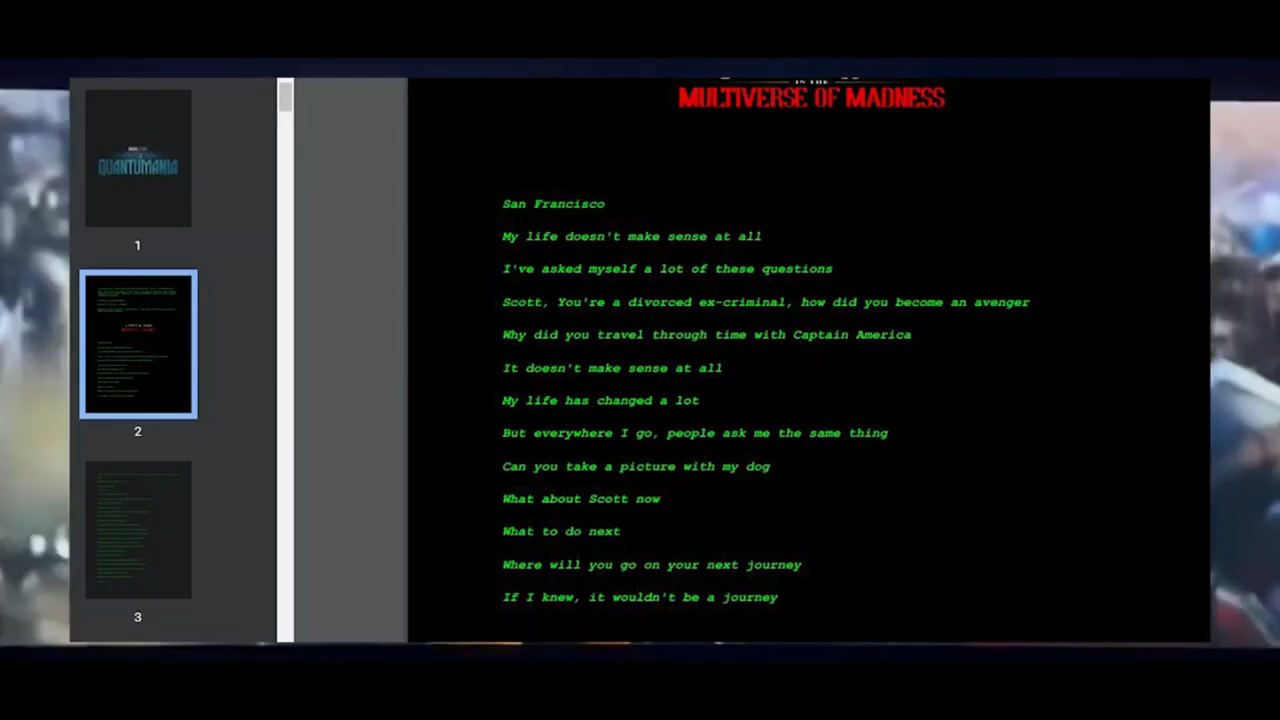 IN THE
MULTIVERSE OF MADNESS
QUANTUMANIA
1
2
3
San Francisco
My life doesn't make sense at all
I've asked myself a lot of these questions
Scott, You're a divorced ex-criminal, how did you become an avenger
Why did you travel through time with Captain America
It doesn't make sense at all
My life has changed a lot
But everywhere I go, people ask me the same thing
Can you take a picture with my dog
What about Scott now
What to do next
Where will you go on your next journey
If I knew, it wouldn't be a journey